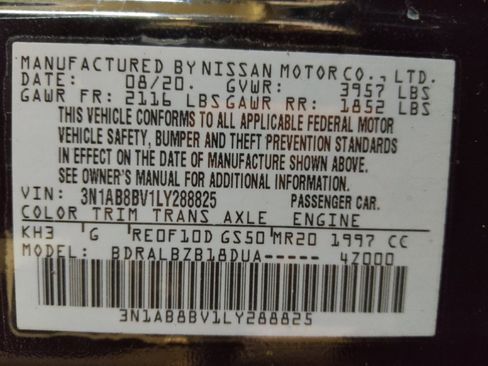 MANUFACTURED BY NISSAN MOTOR CO., LTD.
DATE: 08/20. GVWR: 3957 LBS
GAWR FR: 2116 LBS GAWR RR: 1852 LBS
THIS VEHICLE CONFORMS TO ALL APPLICABLE FEDERAL MOTOR
VEHICLE SAFETY, BUMPER AND THEFT PREVENTION STANDARDS
IN EFFECT ON THE DATE OF MANUFACTURE SHOWN ABOVE.
SEE OWNER'S MANUAL FOR ADDITIONAL INFORMATION.
VIN: 3N1AB8BV1LY288825 PASSENGER CAR.
COLOR TRIM TRANS AXLE ENGINE
KH3 G RE0F10D GS50 MR20 1997 CC
MODEL: BDRALBZB18DUA----- 4Z000
3N1AB8BV1LY288825